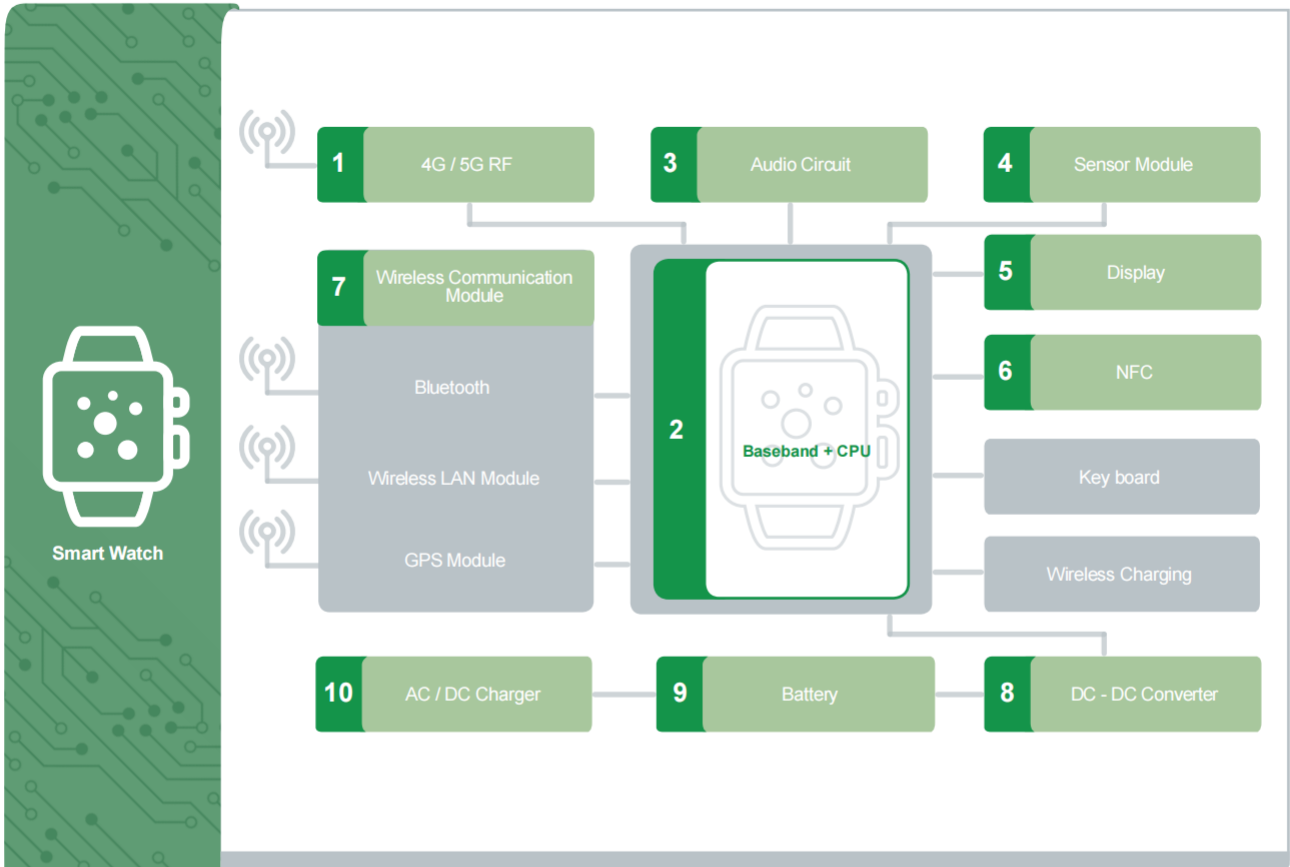 Smart Watch
1
4G / 5G RF
3
Audio Circuit
4
Sensor Module
7
Wireless Communication
Module
Bluetooth
Wireless LAN Module
GPS Module
2
Baseband + CPU
5
Display
6
NFC
Key board
Wireless Charging
10
AC / DC Charger
9
Battery
8
DC - DC Converter